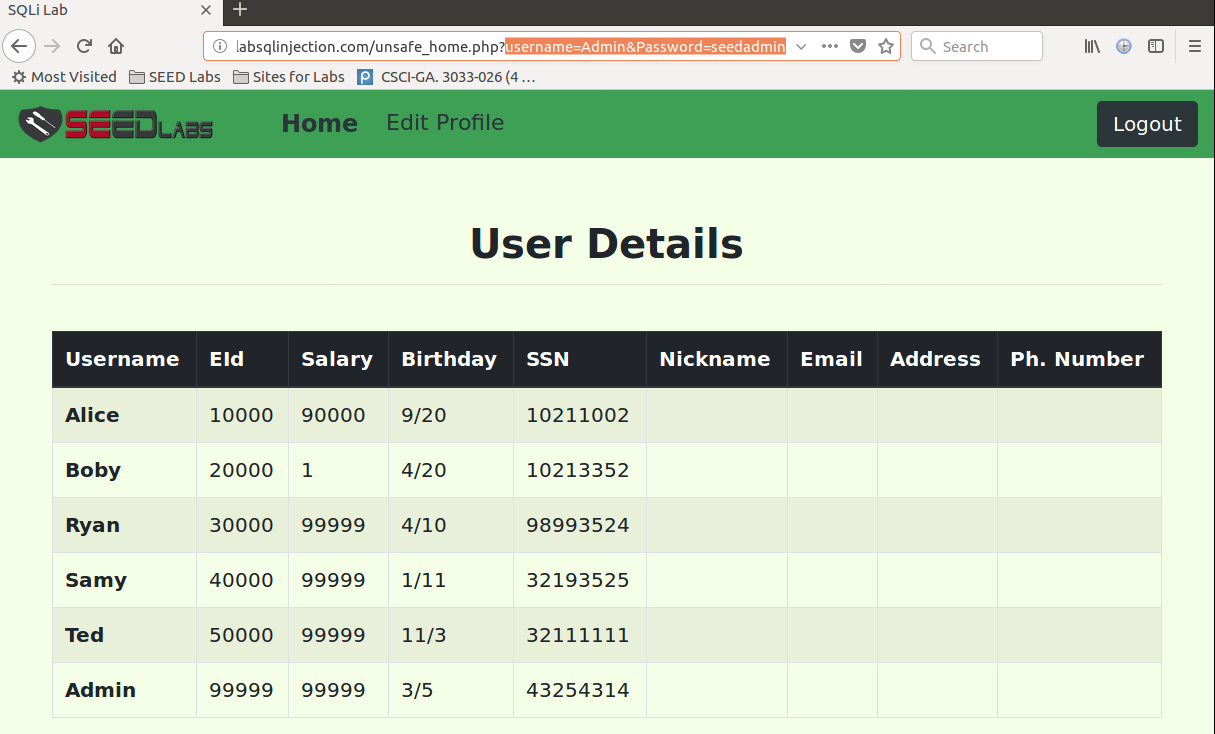 SQLi Lab
labsqlinjection.com/unsafe_home.php?username=Admin&Password=seedadmin
Search
Most Visited SEED Labs Sites for Labs CSCI-GA. 3033-026 (4 …
SEEDLABS Home Edit Profile Logout
User Details
Username EId Salary Birthday SSN Nickname Email Address Ph. Number
Alice 10000 90000 9/20 10211002
Boby 20000 1 4/20 10213352
Ryan 30000 99999 4/10 98993524
Samy 40000 99999 1/11 32193525
Ted 50000 99999 11/3 32111111
Admin 99999 99999 3/5 43254314